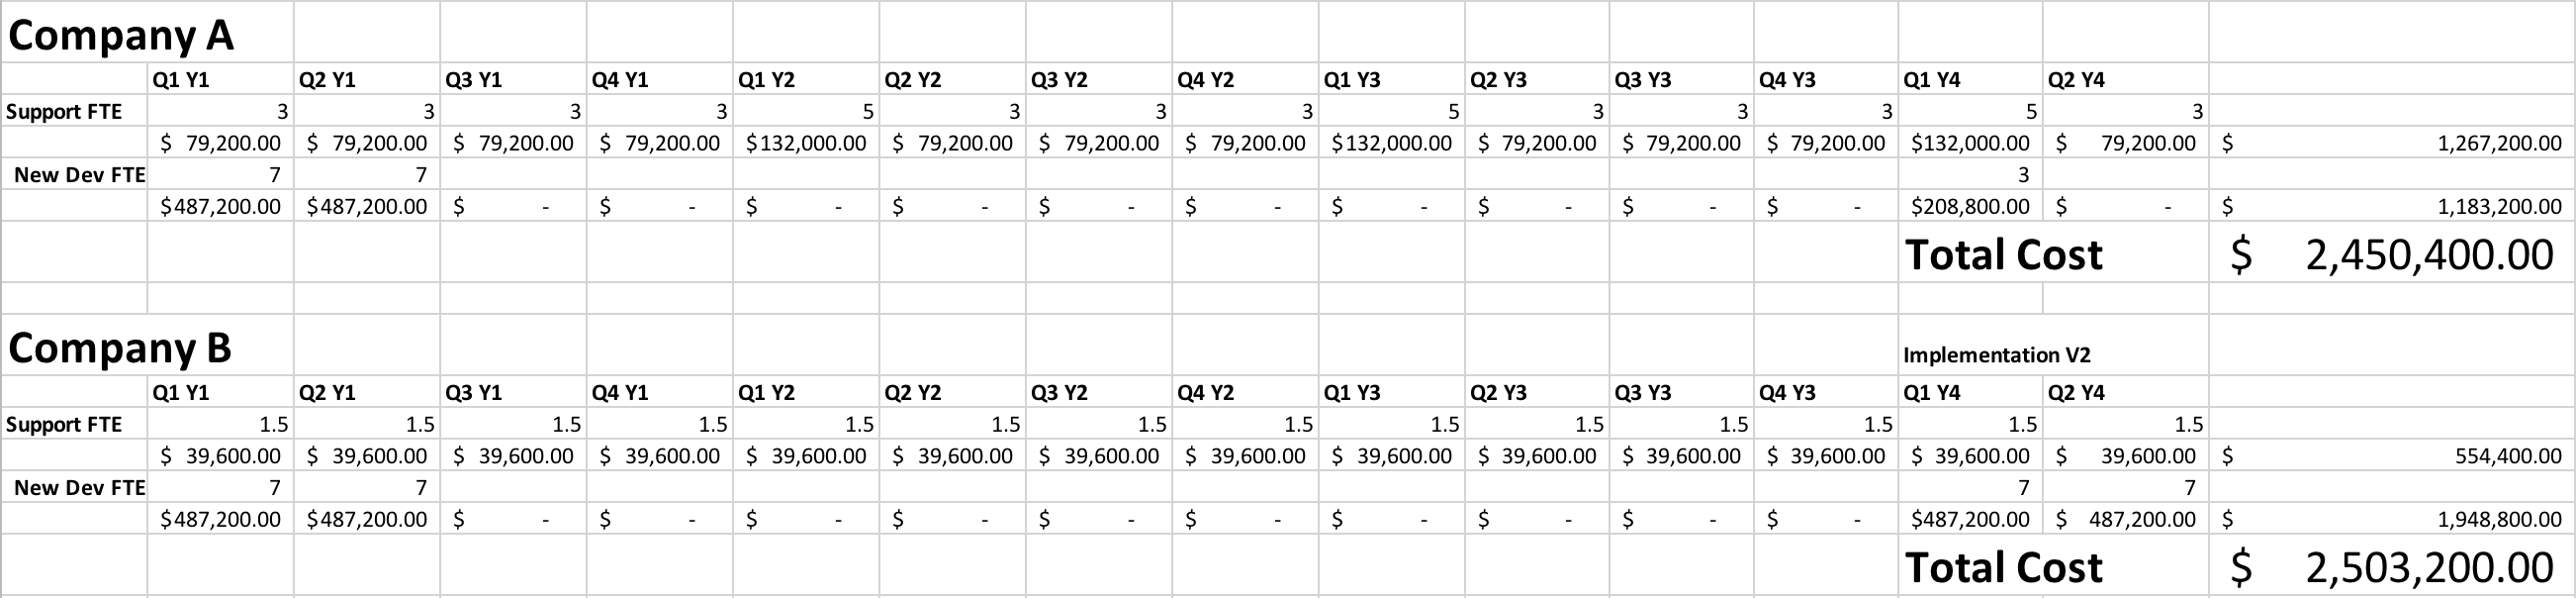 Company A
Q1 Y1 Q2 Y1 Q3 Y1 Q4 Y1 Q1 Y2 Q2 Y2 Q3 Y2 Q4 Y2 Q1 Y3 Q2 Y3 Q3 Y3 Q4 Y3 Q1 Y4 Q2 Y4
Support FTE 3 3 3 3 5 3 3 3 5 3 3 3 5 3
$ 79,200.00 $ 79,200.00 $ 79,200.00 $ 79,200.00 $132,000.00 $ 79,200.00 $ 79,200.00 $ 79,200.00 $132,000.00 $ 79,200.00 $ 79,200.00 $ 79,200.00 $132,000.00 $ 79,200.00 $ 1,267,200.00
New Dev FTE 7 7 3
$487,200.00 $487,200.00 $ - $ - $ - $ - $ - $ - $ - $ - $ - $ - $208,800.00 $ - $ 1,183,200.00
Total Cost $ 2,450,400.00
Company B Implementation V2
Q1 Y1 Q2 Y1 Q3 Y1 Q4 Y1 Q1 Y2 Q2 Y2 Q3 Y2 Q4 Y2 Q1 Y3 Q2 Y3 Q3 Y3 Q4 Y3 Q1 Y4 Q2 Y4
Support FTE 1.5 1.5 1.5 1.5 1.5 1.5 1.5 1.5 1.5 1.5 1.5 1.5 1.5 1.5
$ 39,600.00 $ 39,600.00 $ 39,600.00 $ 39,600.00 $ 39,600.00 $ 39,600.00 $ 39,600.00 $ 39,600.00 $ 39,600.00 $ 39,600.00 $ 39,600.00 $ 39,600.00 $ 39,600.00 $ 39,600.00 $ 554,400.00
New Dev FTE 7 7 7 7
$487,200.00 $487,200.00 $ - $ - $ - $ - $ - $ - $ - $ - $ - $ - $487,200.00 $ 487,200.00 $ 1,948,800.00
Total Cost $ 2,503,200.00